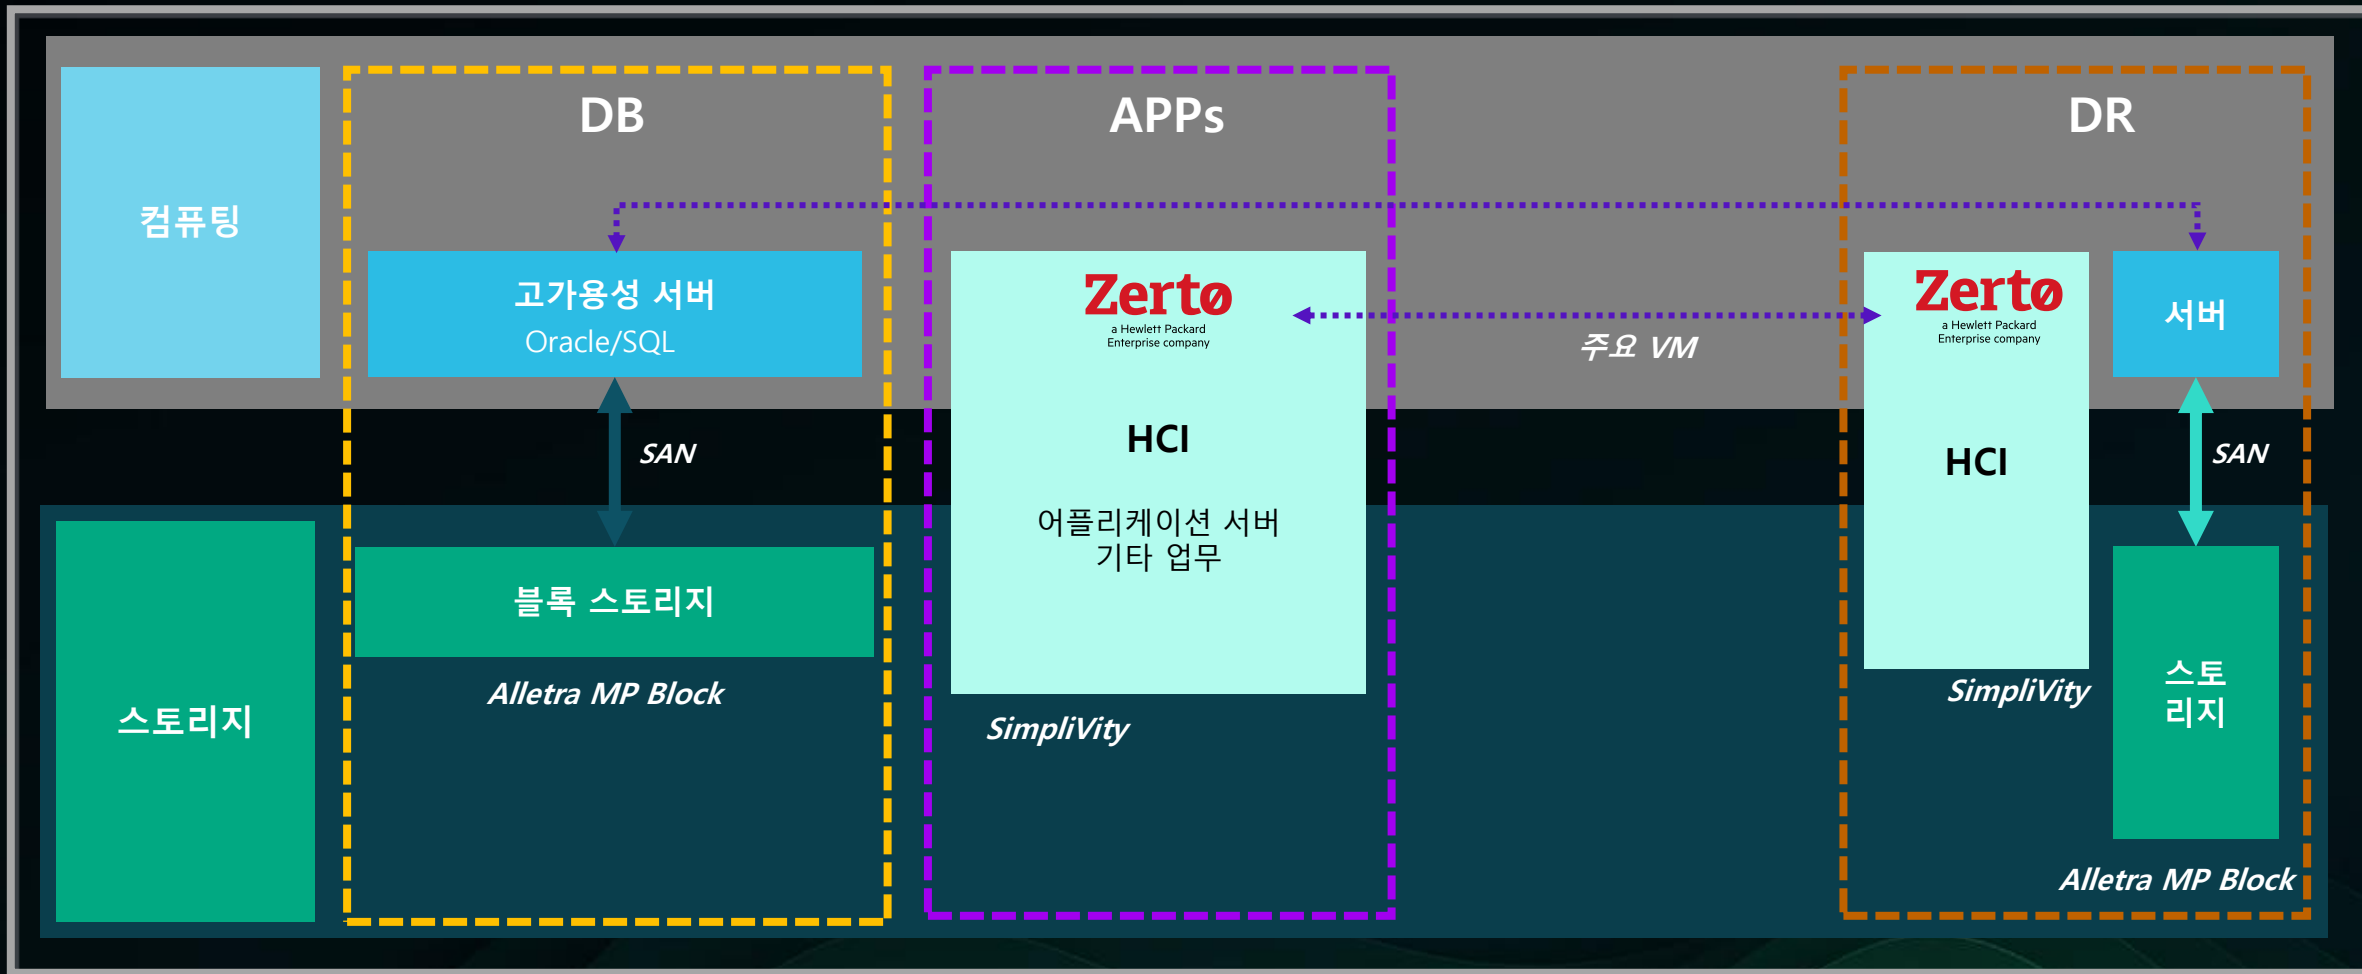 컴퓨팅
DB
고가용성 서버
Oracle/SQL
SAN
블록 스토리지
Alletra MP Block
APPs
Zerto
a Hewlett Packard
Enterprise company
HCI
어플리케이션 서버
기타 업무
SimpliVity
주요 VM
DR
Zerto
a Hewlett Packard
Enterprise company
HCI
SimpliVity
서버
SAN
스토
리지
Alletra MP Block
스토리지